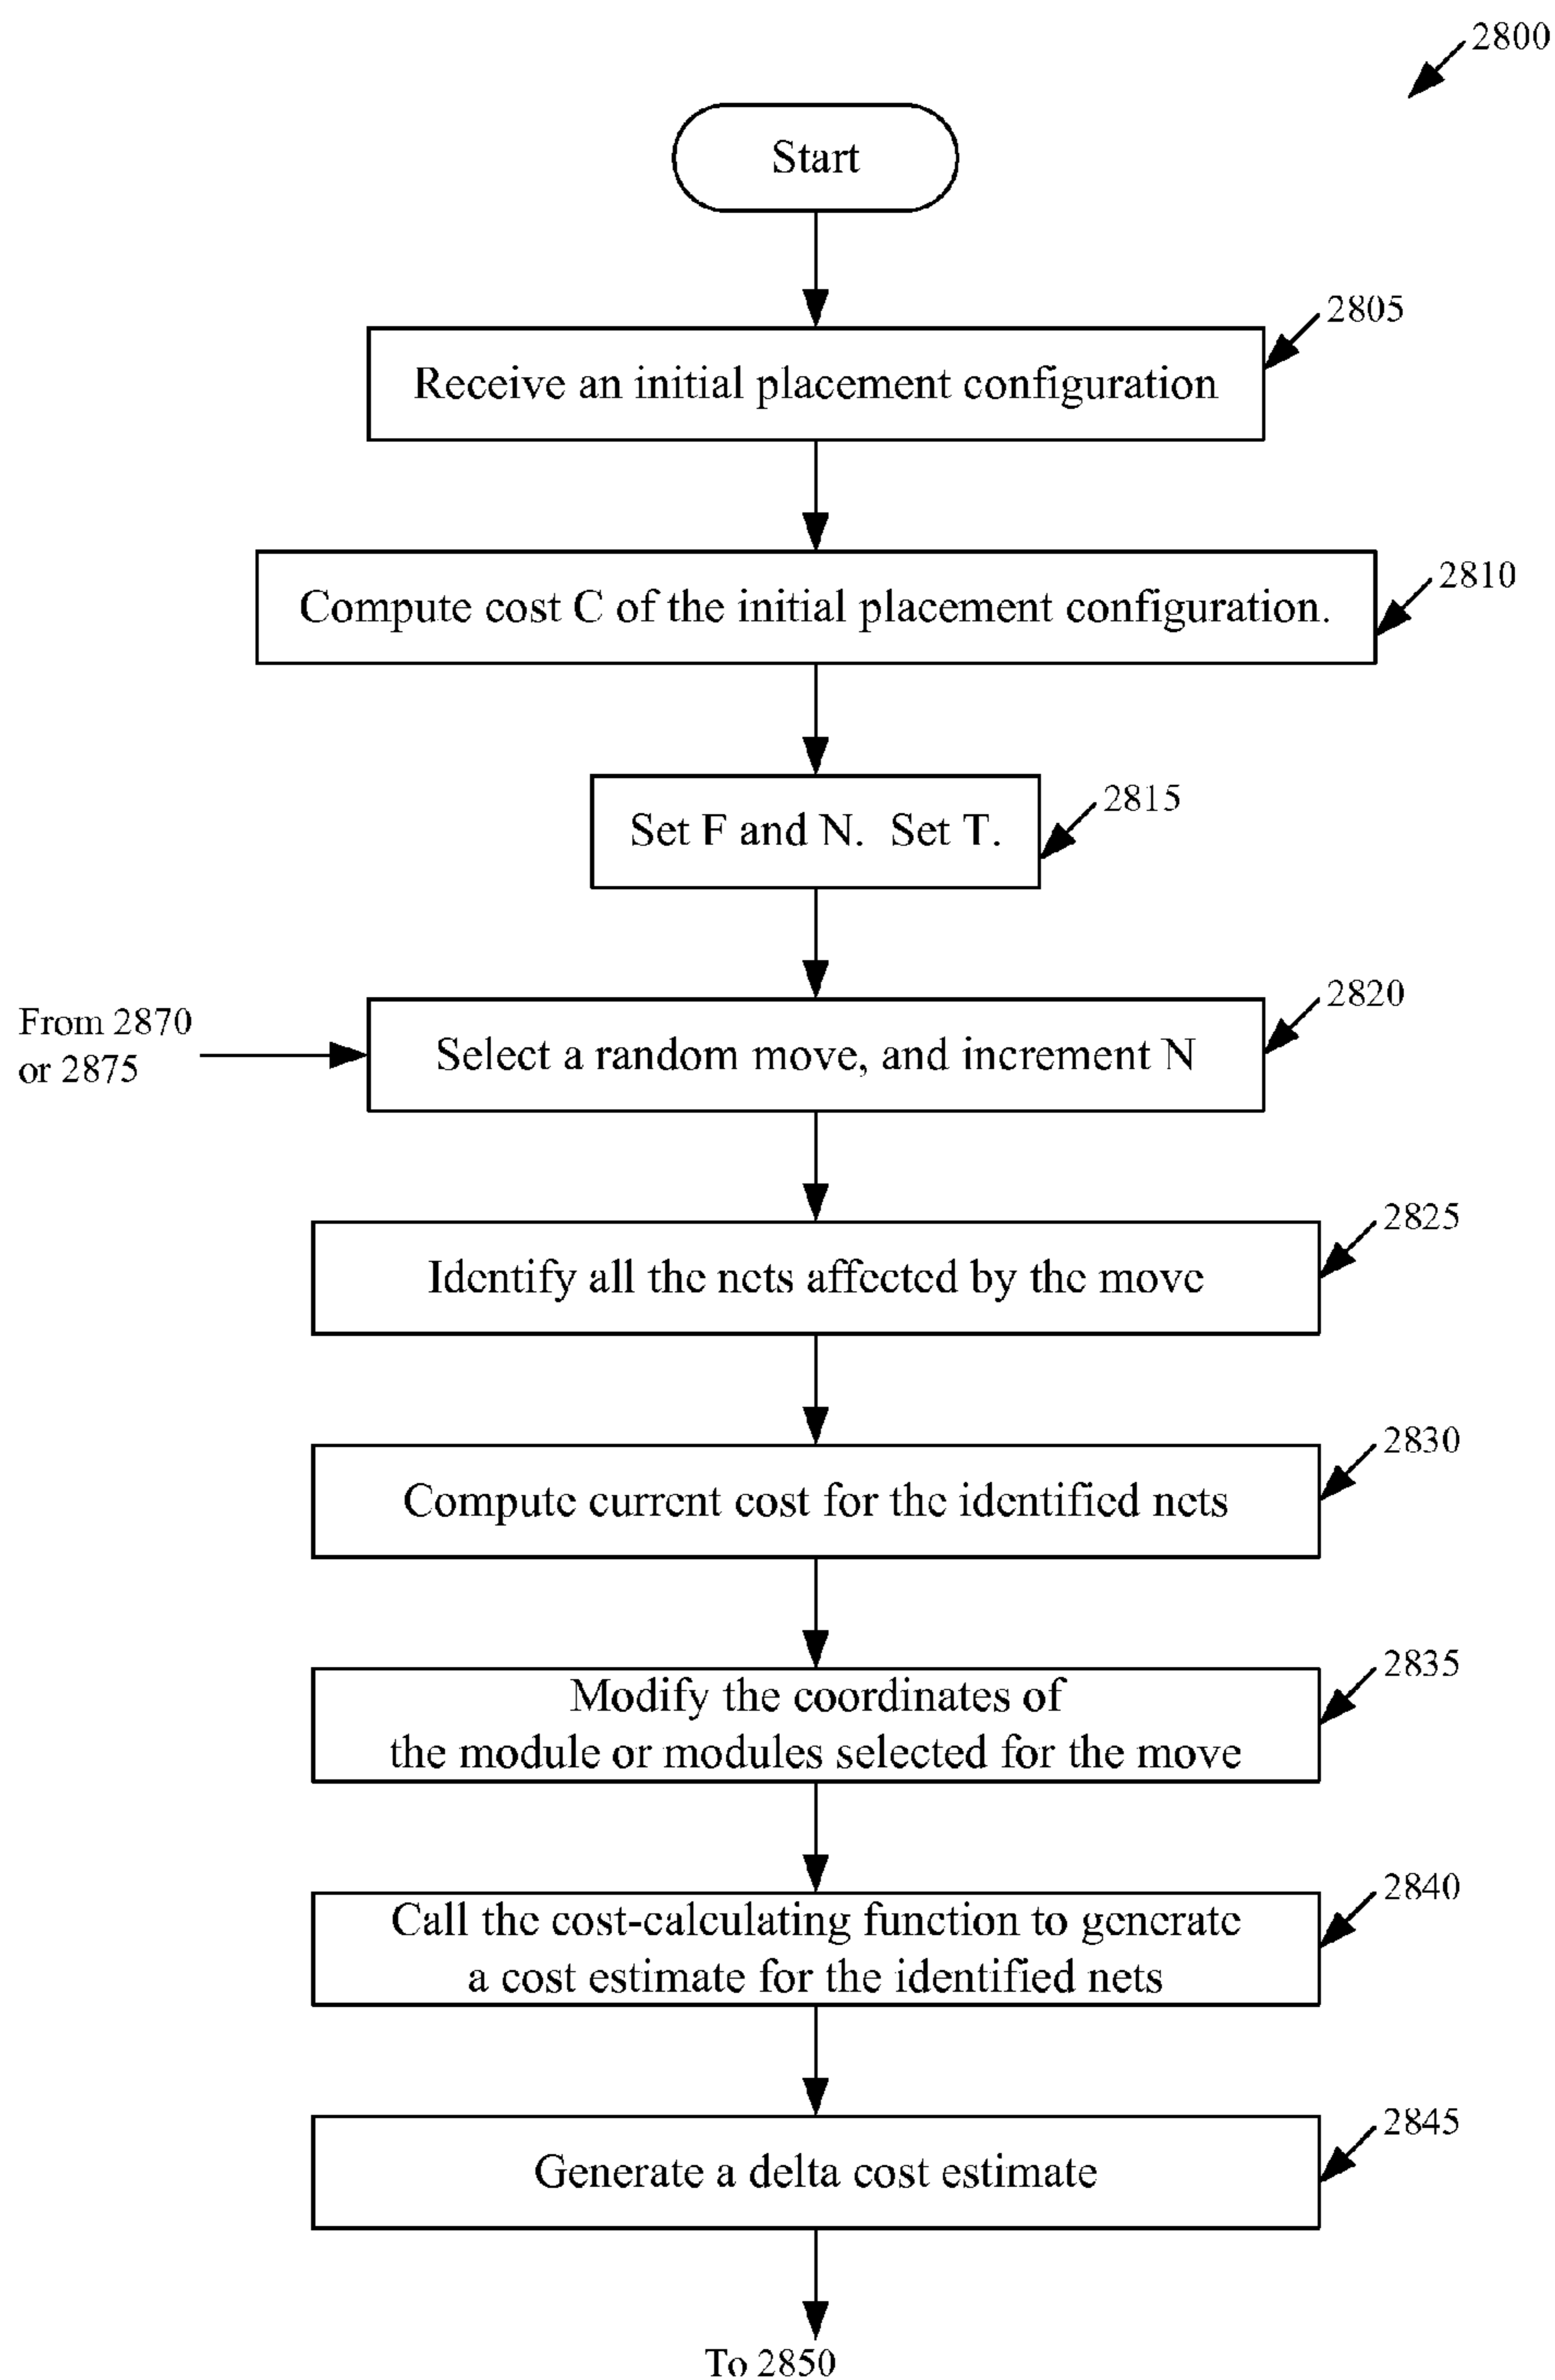 2800
Start
2805
Receive an initial placement configuration
2810
Compute cost C of the initial placement configuration.
2815
Set F and N. Set T.
2820
From 2870
or 2875
Select a random move, and increment N
2825
Identify all the nets affected by the move
2830
Compute current cost for the identified nets
2835
Modify the coordinates of
the module or modules selected for the move
2840
Call the cost-calculating function to generate
a cost estimate for the identified nets
2845
Generate a delta cost estimate
To 2850